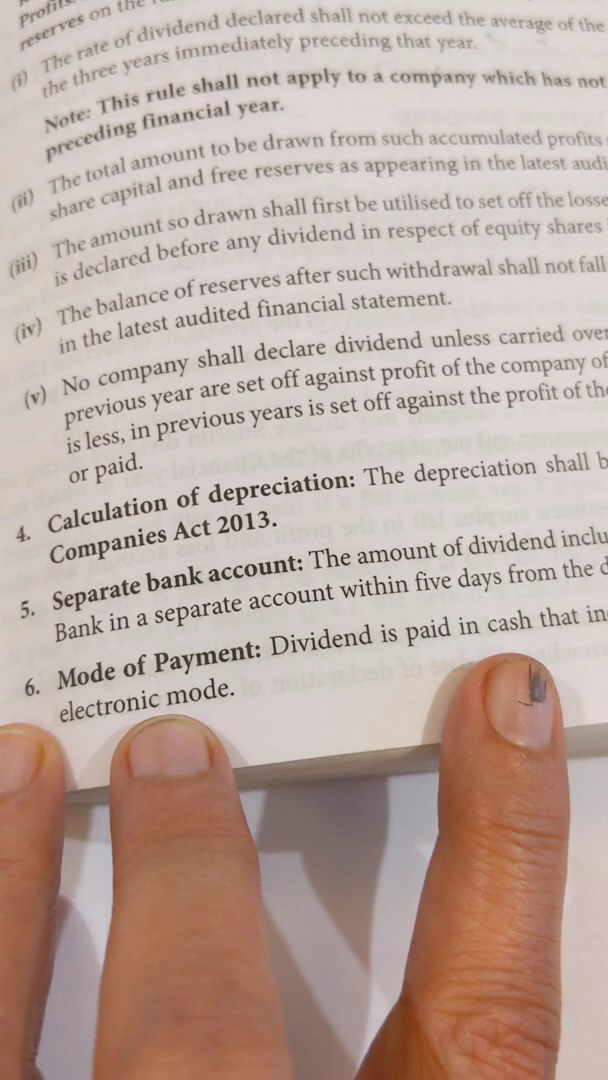 Profits.
reserves on the
(i) The rate of dividend declared shall not exceed the average of the
the three years immediately preceding that year.
Note: This rule shall not apply to a company which has not
preceding financial year.
(ii) The total amount to be drawn from such accumulated profits
share capital and free reserves as appearing in the latest audi
(iii) The amount so drawn shall first be utilised to set off the losse
is declared before any dividend in respect of equity shares
(iv) The balance of reserves after such withdrawal shall not fall
in the latest audited financial statement.
(v) No company shall declare dividend unless carried over
previous year are set off against profit of the company of
is less, in previous years is set off against the profit of the
or paid.
4. Calculation of depreciation: The depreciation shall b
Companies Act 2013.
5. Separate bank account: The amount of dividend inclu
Bank in a separate account within five days from the d
6. Mode of Payment: Dividend is paid in cash that in
electronic mode.